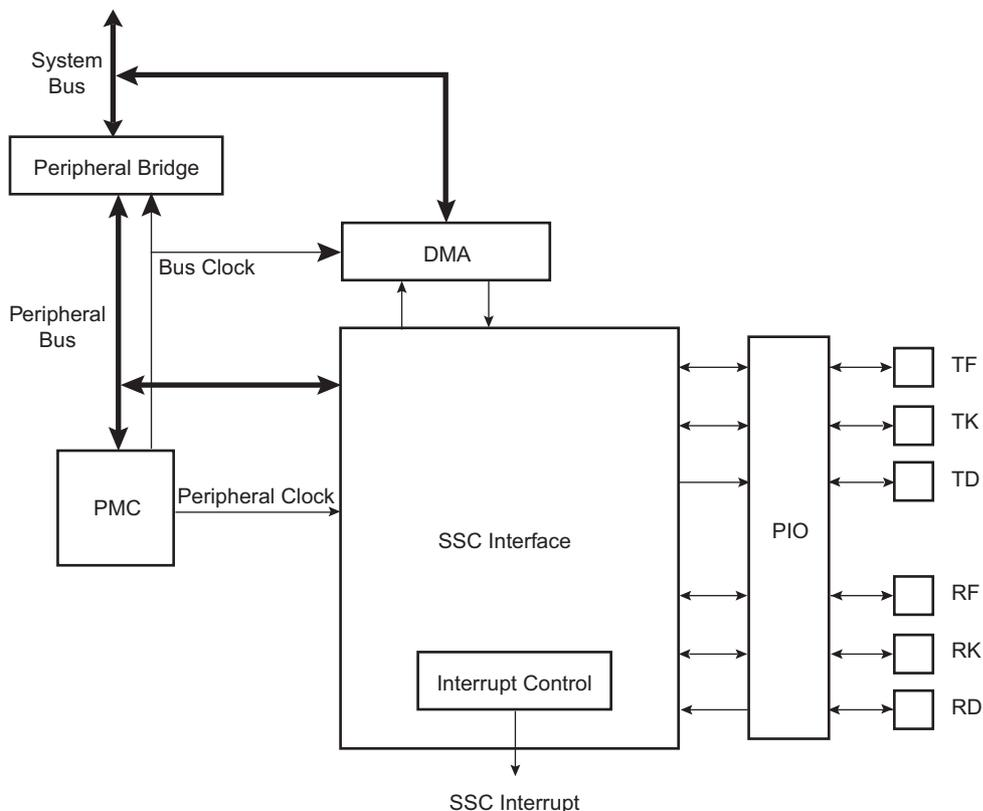 System
Bus
Peripheral Bridge
DMA
Bus Clock
Peripheral
Bus
TF
TK
PMC
Peripheral Clock
TD
SSC Interface
PIO
RF
RK
Interrupt Control
RD
SSC Interrupt